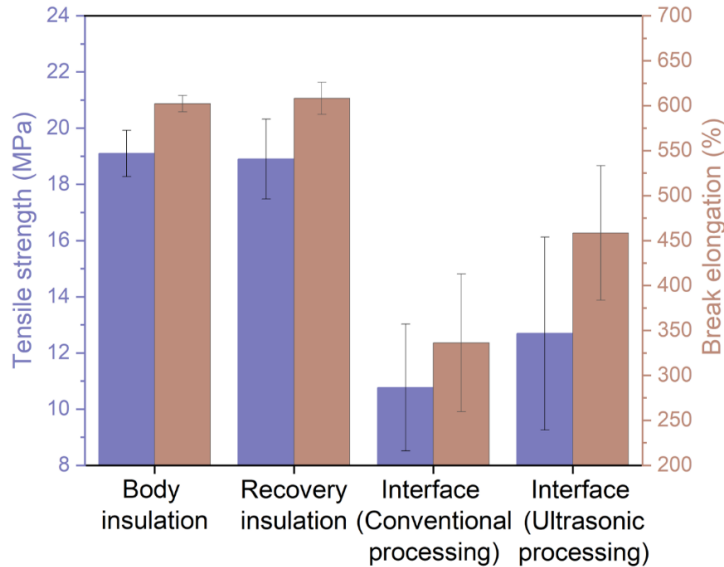 Tensile strength (MPa)
24
22
20
18
16
14
12
10
8
700
650
600
550
500
450
400
350
300
250
200
Break elongation (%)
Body
insulation
Recovery
insulation
Interface
(Conventional
processing)
Interface
(Ultrasonic
processing)